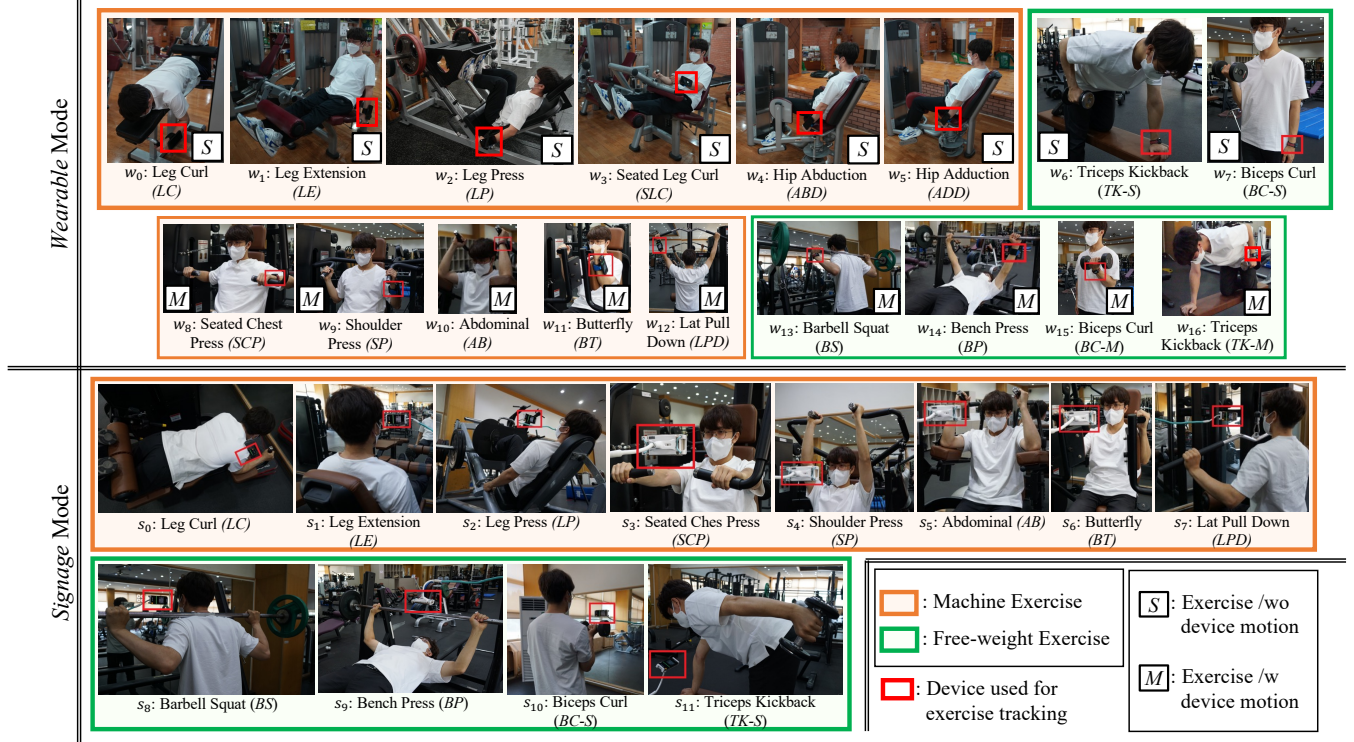 Wearable Mode
S
S
S
S
S
S
S
S
w0: Leg Curl
(LC)
w1: Leg Extension
(LE)
w2: Leg Press
(LP)
w3: Seated Leg Curl
(SLC)
w4: Hip Abduction
(ABD)
w5: Hip Adduction
(ADD)
w6: Triceps Kickback
(TK-S)
w7: Biceps Curl
(BC-S)
M
M
M
M
M
M
M
M
M
w8: Seated Chest
Press (SCP)
w9: Shoulder
Press (SP)
w10: Abdominal
(AB)
w11: Butterfly
(BT)
w12: Lat Pull
Down (LPD)
w13: Barbell Squat
(BS)
w14: Bench Press
(BP)
w15: Biceps Curl
(BC-M)
w16: Triceps
Kickback (TK-M)
Signage Mode
s0: Leg Curl (LC)
s1: Leg Extension
(LE)
s2: Leg Press (LP)
s3: Seated Ches Press
(SCP)
s4: Shoulder Press
(SP)
s5: Abdominal (AB)
s6: Butterfly
(BT)
s7: Lat Pull Down
(LPD)
s8: Barbell Squat (BS)
s9: Bench Press (BP)
s10: Biceps Curl
(BC-S)
s11: Triceps Kickback
(TK-S)
: Machine Exercise
: Free-weight Exercise
: Device used for
exercise tracking
S : Exercise /wo
device motion
M : Exercise /w
device motion